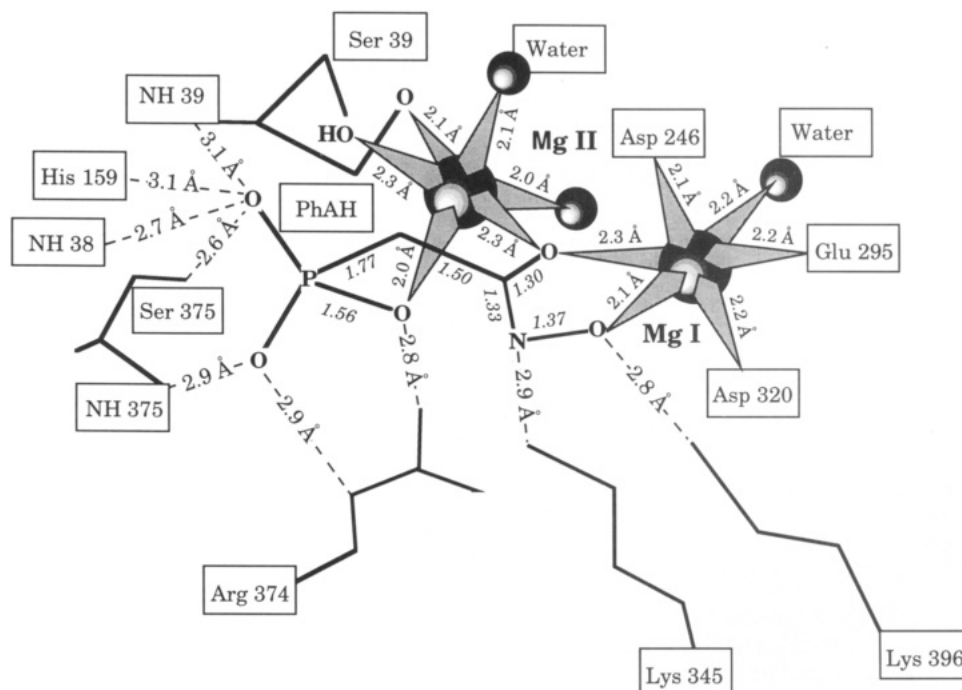 Ser 39
Water
NH 39
O
2.1 Å
2.1 Å
HO
Mg II
Asp 246
Water
3.1 Å
2.3 Å
2.0 Å
2.1 Å
2.2 Å
His 159
3.1 Å
O
PhAH
NH 38
2.7 Å
2.6 Å
2.3 Å
O
2.3 Å
2.2 Å
Glu 295
P
1.77
2.0 Å
1.50
1.30
2.1 Å
2.2 Å
Ser 375
1.56
O
1.33
N
1.37
O
Mg I
NH 375
2.9 Å
O
2.8 Å
2.9 Å
2.8 Å
Asp 320
2.9 Å
Arg 374
Lys 345
Lys 396